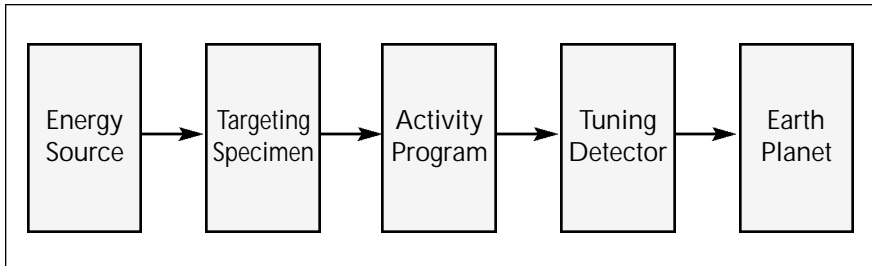 Energy
Source
Targeting
Specimen
Activity
Program
Tuning
Detector
Earth
Planet